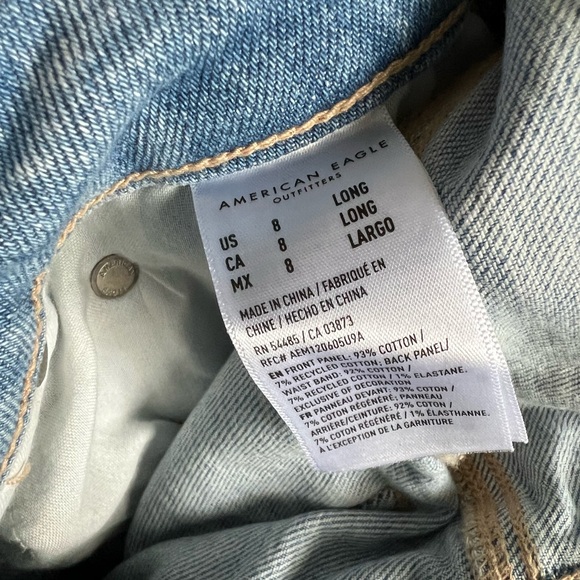 AMERICAN EAGLE
OUTFITTERS
US 8 LONG
CA 8 LONG
MX 8 LARGO
MADE IN CHINA / FABRIQUÉ EN
CHINE / HECHO EN CHINA
RN 54485 / CA 03873
RFC# AEM120605U9A
EN FRONT PANEL: 93% COTTON /
7% RECYCLED COTTON; BACK PANEL/
WAIST BAND: 92% COTTON /
7% RECYCLED COTTON / 1% ELASTANE.
EXCLUSIVE OF DECORATION
FR PANNEAU DEVANT: 93% COTON /
7% COTON RÉGÉNÉRÉ; PANNEAU
ARRIÈRE/CEINTURE: 92% COTON /
7% COTON RÉGÉNÉRÉ / 1% ÉLASTHANNE.
À L'EXCEPTION DE LA GARNITURE